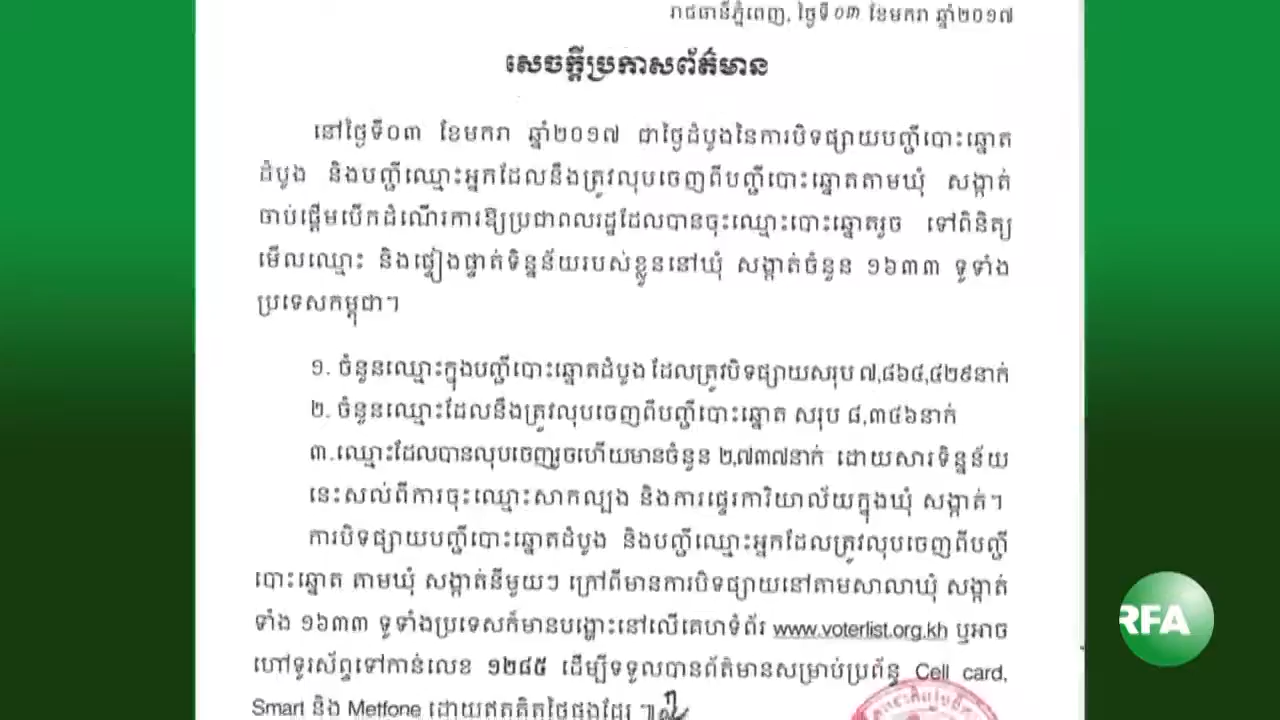 រាជធានីភ្នំពេញ, ថ្ងៃទី០៣ ខែមករា ឆ្នាំ២០១៧
សេចក្តីប្រកាសព័ត៌មាន
នៅថ្ងៃទី០៣ ខែមករា ឆ្នាំ២០១៧ ជាថ្ងៃដំបូងនៃការបិទផ្សាយបញ្ជីបោះឆ្នោត
ដំបូង និងបញ្ជីឈ្មោះអ្នកដែលនឹងត្រូវលុបចេញពីបញ្ជីបោះឆ្នោតតាមឃុំ សង្កាត់
ចាប់ផ្តើមបើកដំណើរការឱ្យប្រជាពលរដ្ឋដែលបានចុះឈ្មោះបោះឆ្នោតរួច ទៅពិនិត្យ
មើលឈ្មោះ និងផ្ទៀងផ្ទាត់ទិន្នន័យរបស់ខ្លួននៅឃុំ សង្កាត់ចំនួន ១៦៣៣ ទូទាំង
ប្រទេសកម្ពុជា។
១. ចំនួនឈ្មោះក្នុងបញ្ជីបោះឆ្នោតដំបូង ដែលត្រូវបិទផ្សាយសរុប ៧,៨៦៤,៤២៩នាក់
២. ចំនួនឈ្មោះដែលនឹងត្រូវលុបចេញពីបញ្ជីបោះឆ្នោត សរុប ៨,៣៤៦នាក់
៣.ឈ្មោះដែលបានលុបចេញរួចហើយមានចំនួន ២,៧៣៧នាក់ ដោយសារទិន្នន័យ
នេះសល់ពីការចុះឈ្មោះសាកល្បង និងការផ្ទេរការិយាល័យក្នុងឃុំ សង្កាត់។
ការបិទផ្សាយបញ្ជីបោះឆ្នោតដំបូង និងបញ្ជីឈ្មោះអ្នកដែលត្រូវលុបចេញពីបញ្ជី
បោះឆ្នោត តាមឃុំ សង្កាត់នីមួយៗ ក្រៅពីមានការបិទផ្សាយនៅតាមសាលាឃុំ សង្កាត់
ទាំង ១៦៣៣ ទូទាំងប្រទេសក៏មានបង្ហោះនៅលើគេហទំព័រ www.voterlist.org.kh ឬអាច
ហៅទូរស័ព្ទទៅកាន់លេខ ១២៨៥ ដើម្បីទទួលបានព័ត៌មានសម្រាប់ប្រព័ន្ធ Cell card,
Smart និង Metfone ដោយឥតគិតថ្លៃផងដែរ ៕
RFA